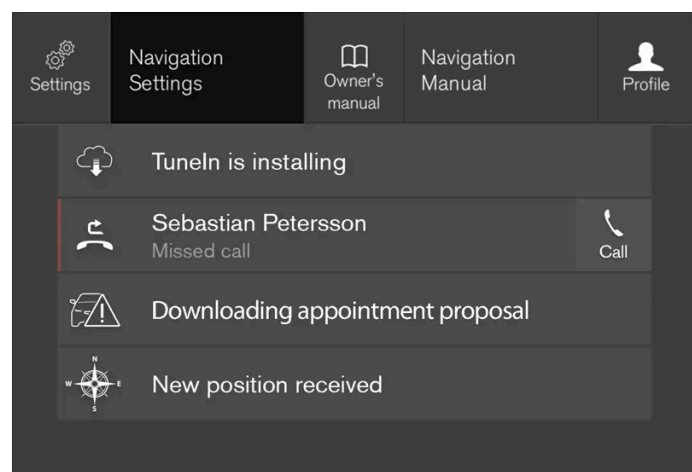 Settings
Navigation
Settings
Owner's
manual
Navigation
Manual
Profile
TuneIn is installing
Sebastian Petersson
Missed call
Call
Downloading appointment proposal
N
W
E
S
New position received